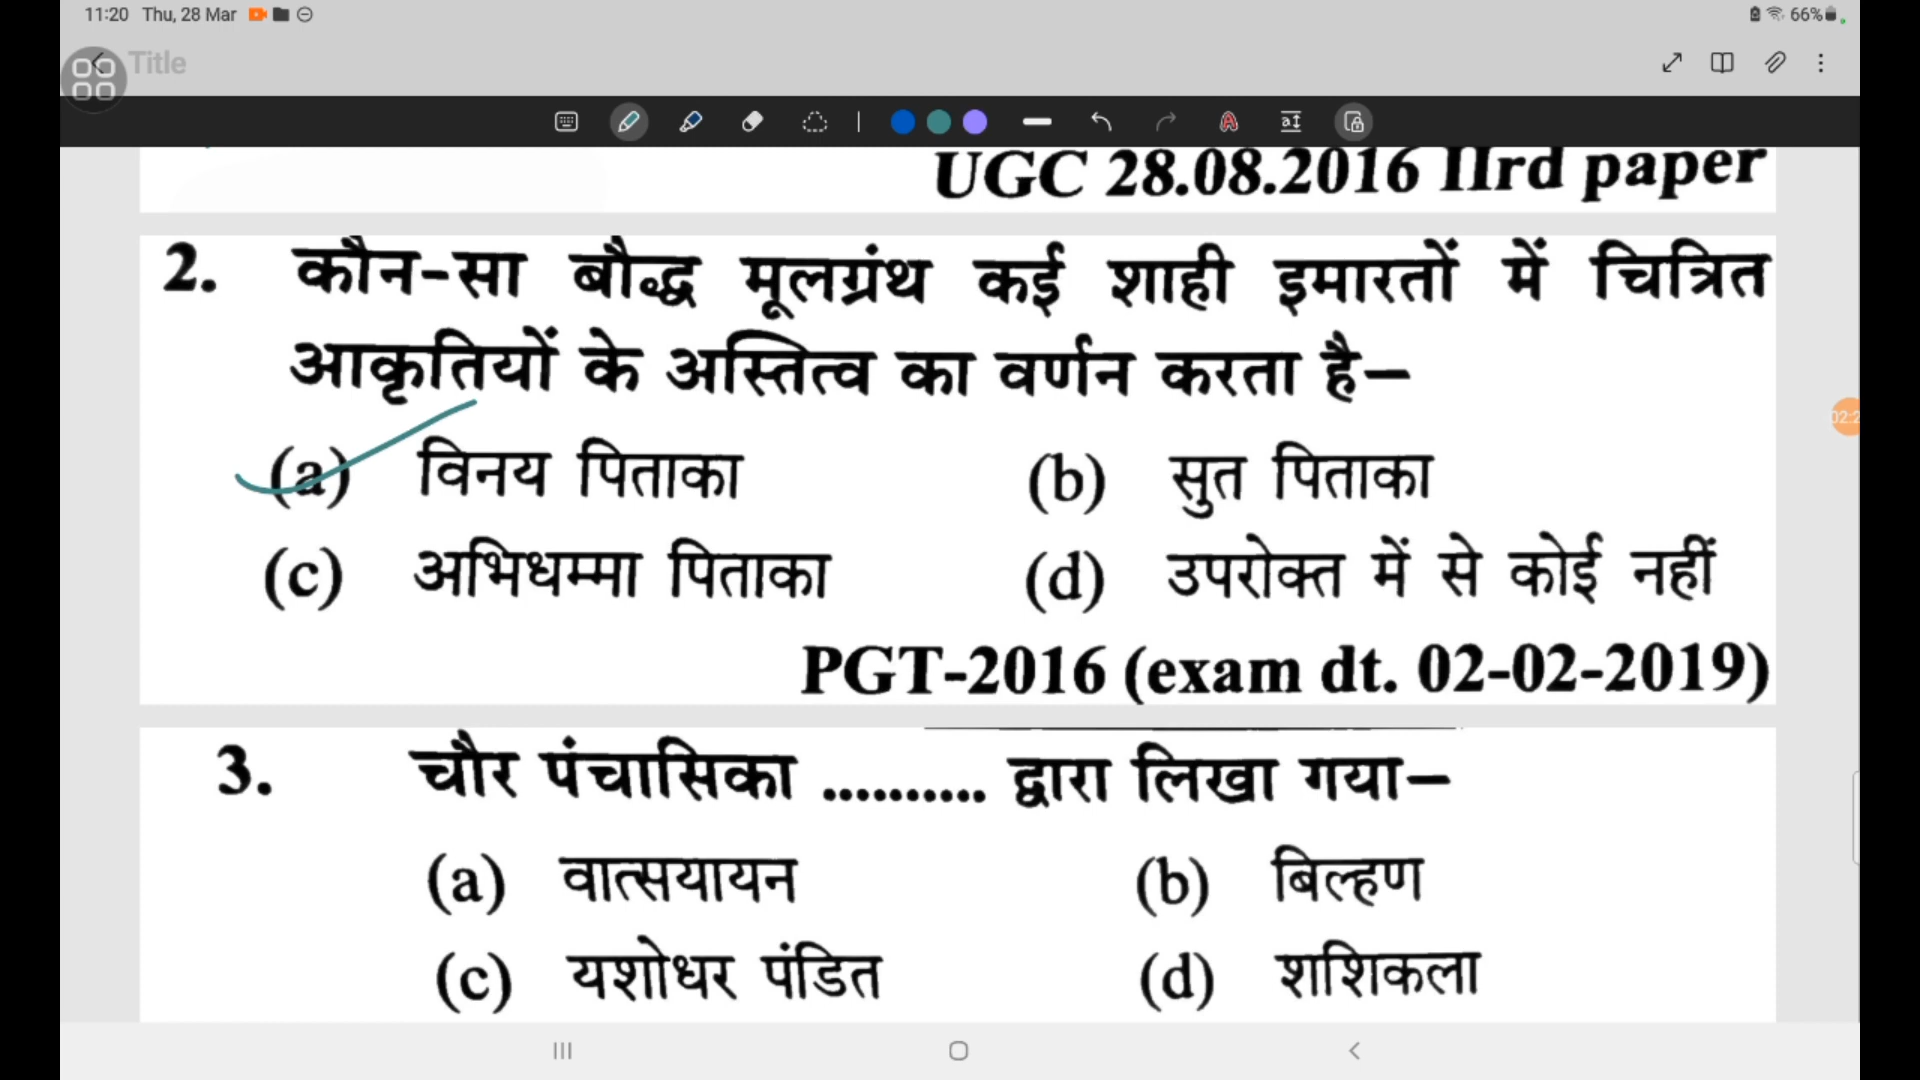 11:20 Thu, 28 Mar
66%
Title
UGC 28.08.2016 IIrd paper
2. कौन-सा बौद्ध मूलग्रंथ कई शाही इमारतों में चित्रित
आकृतियों के अस्तित्व का वर्णन करता है–
(a) विनय पिताका (b) सुत पिताका
(c) अभिधम्मा पिताका (d) उपरोक्त में से कोई नहीं
PGT-2016 (exam dt. 02-02-2019)
3. चौर पंचासिका .......... द्वारा लिखा गया–
(a) वात्सयायन (b) बिल्हण
(c) यशोधर पंडित (d) शशिकला